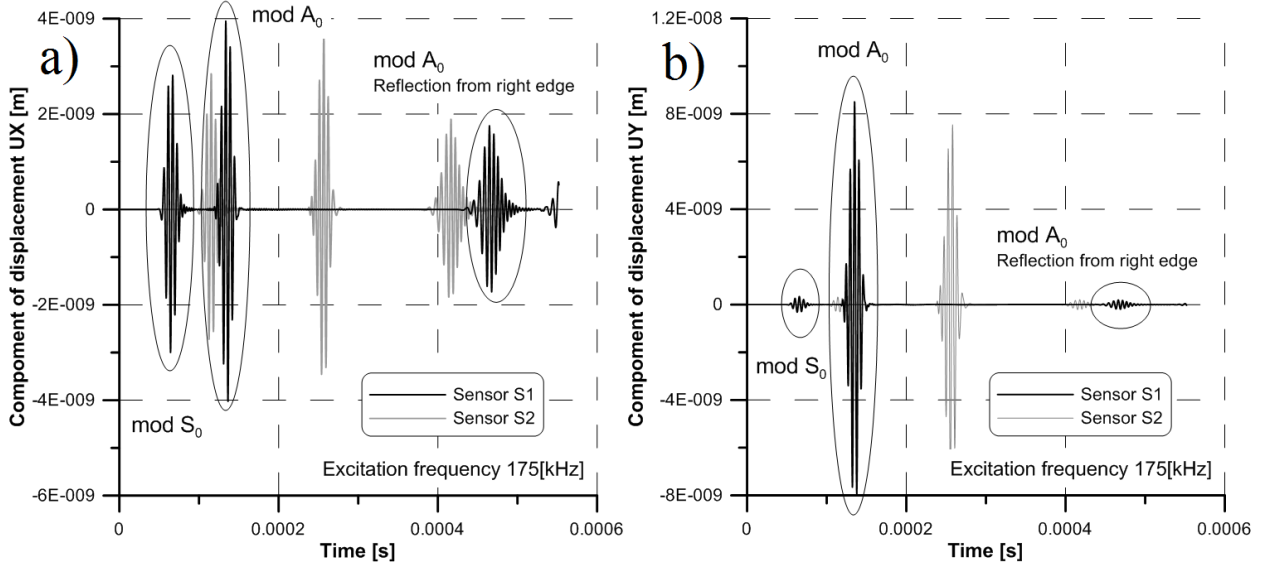 a)
mod A0
mod A0
Reflection from right edge
mod S0
Sensor S1
Sensor S2
Excitation frequency 175[kHz]
Compoment of displacement UX [m]
4E-009
2E-009
0
-2E-009
-4E-009
-6E-009
0
0.0002
0.0004
0.0006
Time [s]
b)
mod A0
mod A0
Reflection from right edge
mod S0
Sensor S1
Sensor S2
Excitation frequency 175[kHz]
Compoment of displacement UY [m]
1.2E-008
8E-009
4E-009
0
-4E-009
-8E-009
0
0.0002
0.0004
0.0006
Time [s]